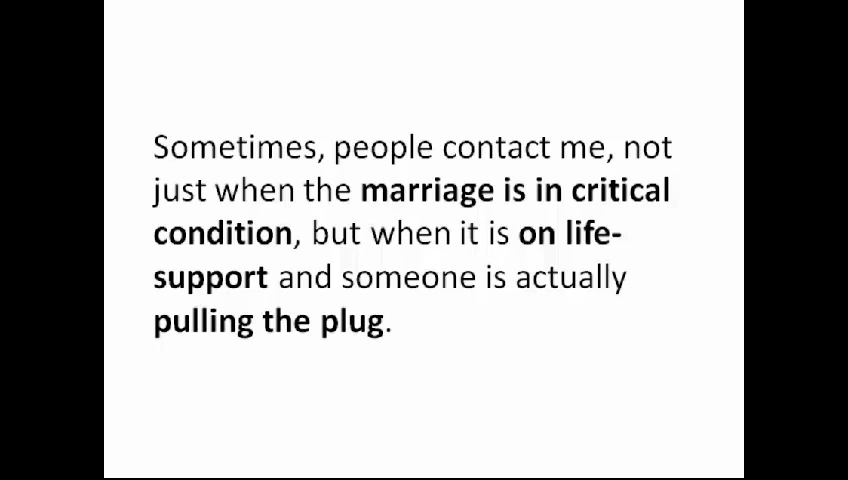 Sometimes, people contact me, not
just when the marriage is in critical
condition, but when it is on life-
support and someone is actually
pulling the plug.